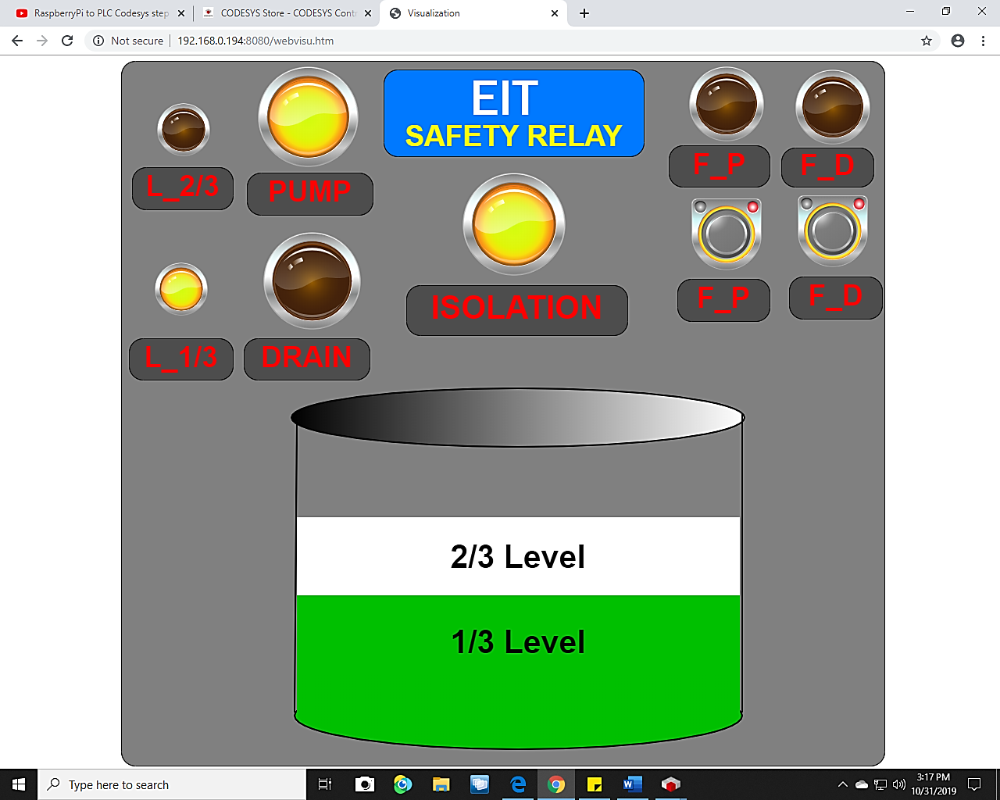 RaspberryPi to PLC Codesys step
CODESYS Store - CODESYS Contr
Visualization
Not secure
192.168.0.194:8080/webvisu.htm
EIT
SAFETY RELAY
L_2/3
PUMP
F_P
F_D
ISOLATION
F_P
F_D
L_1/3
DRAIN
2/3 Level
1/3 Level
Type here to search
3:17 PM
10/31/2019